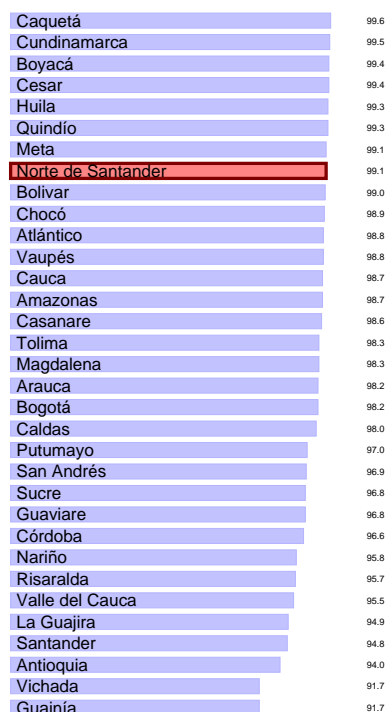 Caquetá 99.6
Cundinamarca 99.5
Boyacá 99.4
Cesar 99.4
Huila 99.3
Quindío 99.3
Meta 99.1
Norte de Santander 99.1
Bolivar 99.0
Chocó 98.9
Atlántico 98.8
Vaupés 98.8
Cauca 98.7
Amazonas 98.7
Casanare 98.6
Tolima 98.3
Magdalena 98.3
Arauca 98.2
Bogotá 98.2
Caldas 98.0
Putumayo 97.0
San Andrés 96.9
Sucre 96.8
Guaviare 96.8
Córdoba 96.6
Nariño 95.8
Risaralda 95.7
Valle del Cauca 95.5
La Guajira 94.9
Santander 94.8
Antioquia 94.0
Vichada 91.7
Guainía 91.7